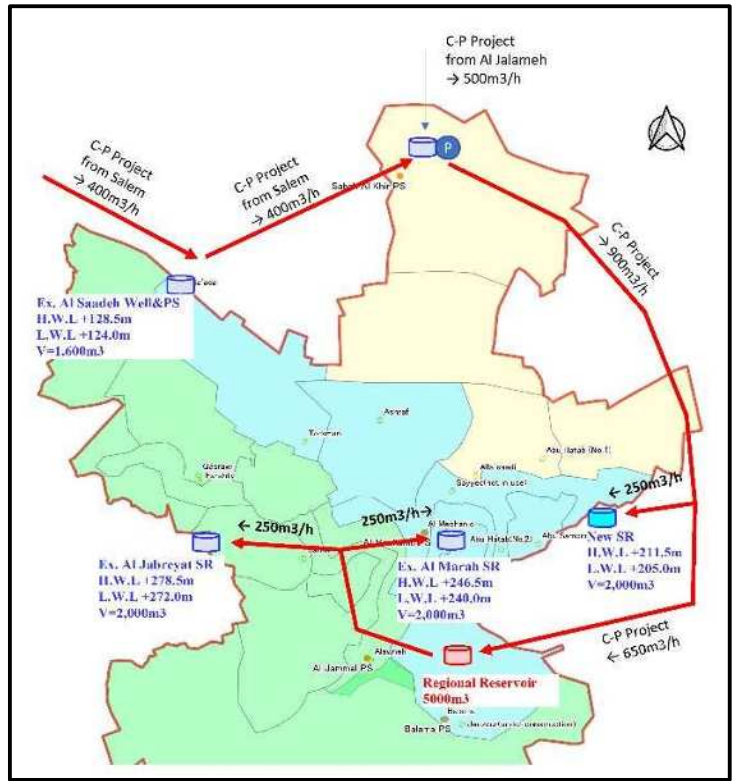 C-P Project
from Al Jalameh
→ 500m3/h
P
Sabah Al Khir PS
C-P Project
from Salem
→ 400m3/h
C-P Project
from Salem
→ 400m3/h
C-P Project
→ 900m3/h
Ex. Al Saadeh Well&PS
H.W.L +128.5m
L.W.L +124.0m
V=1,600m3
Abu Hatab (No.1)
Sayyed(not in use)
← 250m3/h
← 250m3/h
250m3/h→
Abu Hatab(No.2)
New SR
H.W.L +211.5m
L.W.L +205.0m
V=2,000m3
Ex. Al Jabreyat SR
H.W.L +278.5m
L.W.L +272.0m
V=2,000m3
Ex. Al Marah SR
H.W.L +246.5m
L.W.L +240.0m
V=2,000m3
C-P Project
← 650m3/h
Al Jammal PS
Regional Reservoir
5000m3
Balama PS